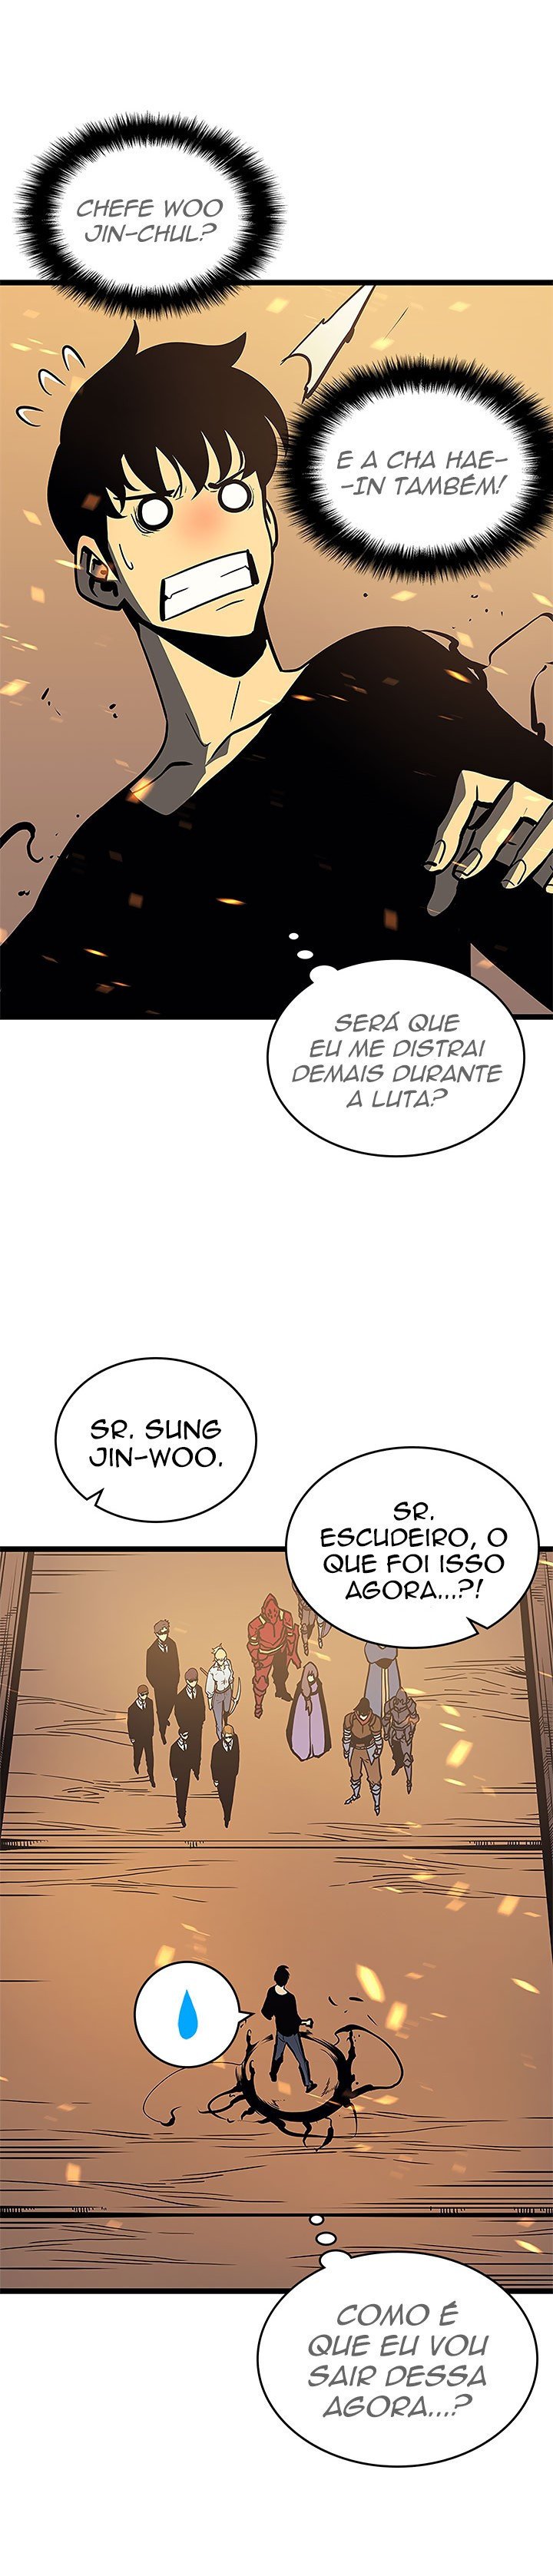 CHEFE WOO
JIN-CHUL?
E A CHA HAE-
-IN TAMBÉM!
SERÁ QUE
EU ME DISTRAI
DEMAIS DURANTE
A LUTA?
SR. SUNG
JIN-WOO.
SR.
ESCUDEIRO, O
QUE FOI ISSO
AGORA...?!
COMO É
QUE EU VOU
SAIR DESSA
AGORA...?